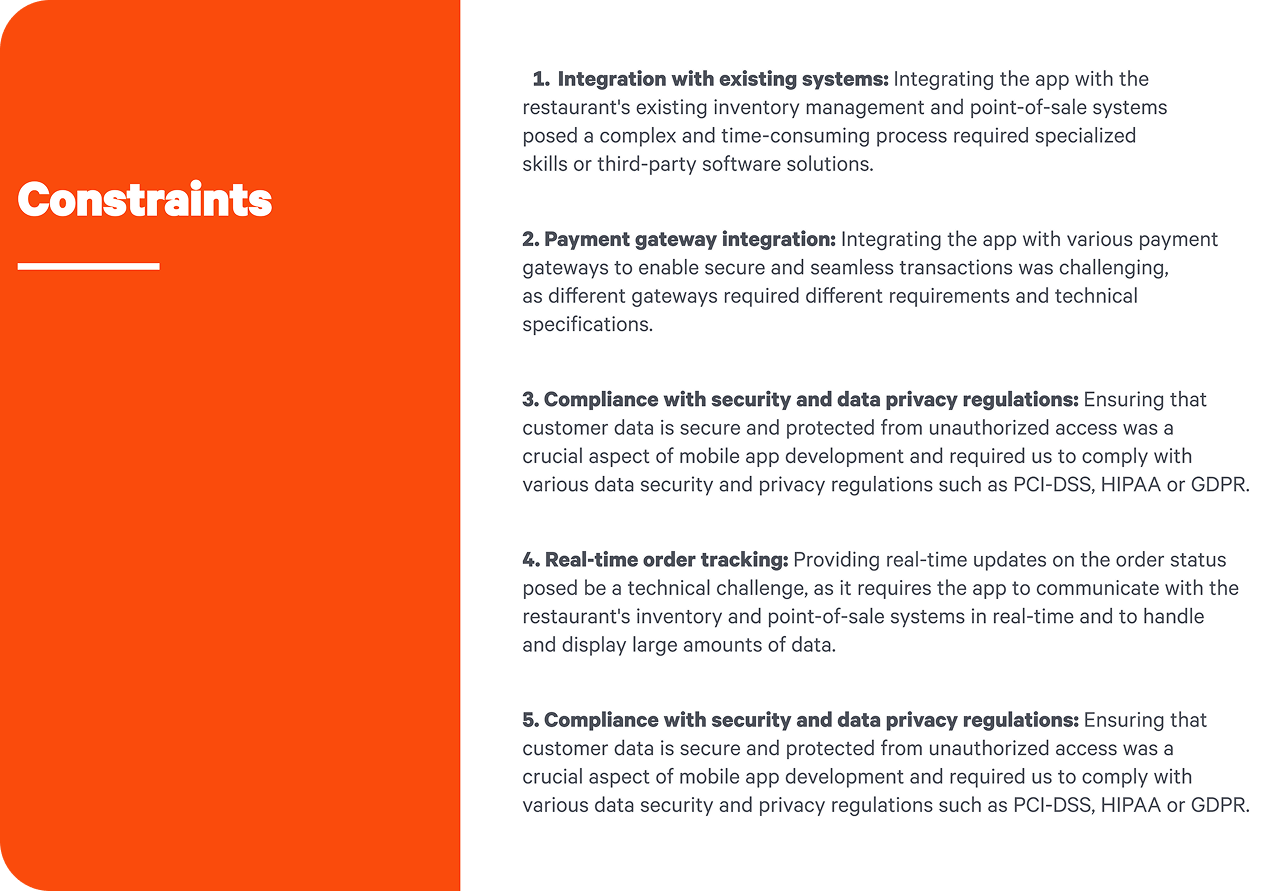 Constraints
1. Integration with existing systems: Integrating the app with the
restaurant's existing inventory management and point-of-sale systems
posed a complex and time-consuming process required specialized
skills or third-party software solutions.
2. Payment gateway integration: Integrating the app with various payment
gateways to enable secure and seamless transactions was challenging,
as different gateways required different requirements and technical
specifications.
3. Compliance with security and data privacy regulations: Ensuring that
customer data is secure and protected from unauthorized access was a
crucial aspect of mobile app development and required us to comply with
various data security and privacy regulations such as PCI-DSS, HIPAA or GDPR.
4. Real-time order tracking: Providing real-time updates on the order status
posed be a technical challenge, as it requires the app to communicate with the
restaurant's inventory and point-of-sale systems in real-time and to handle
and display large amounts of data.
5. Compliance with security and data privacy regulations: Ensuring that
customer data is secure and protected from unauthorized access was a
crucial aspect of mobile app development and required us to comply with
various data security and privacy regulations such as PCI-DSS, HIPAA or GDPR.